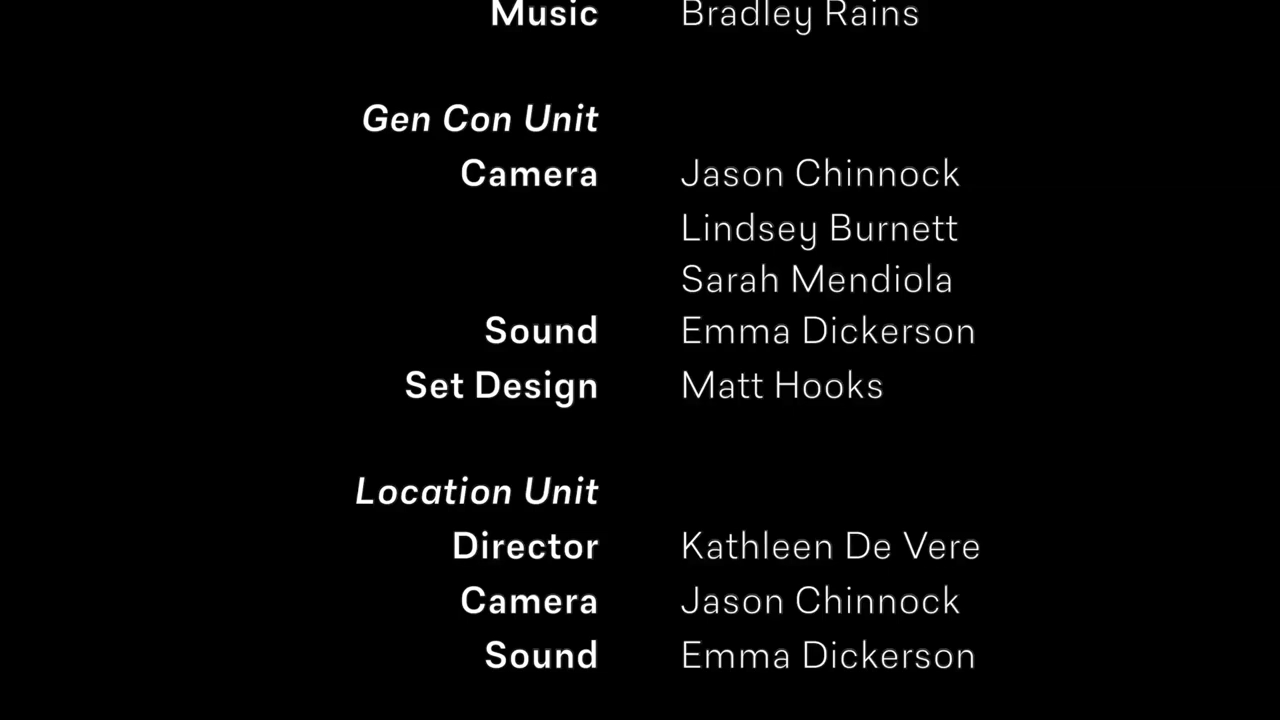 Music Bradley Rains
Gen Con Unit
Camera Jason Chinnock
Lindsey Burnett
Sarah Mendiola
Sound Emma Dickerson
Set Design Matt Hooks
Location Unit
Director Kathleen De Vere
Camera Jason Chinnock
Sound Emma Dickerson